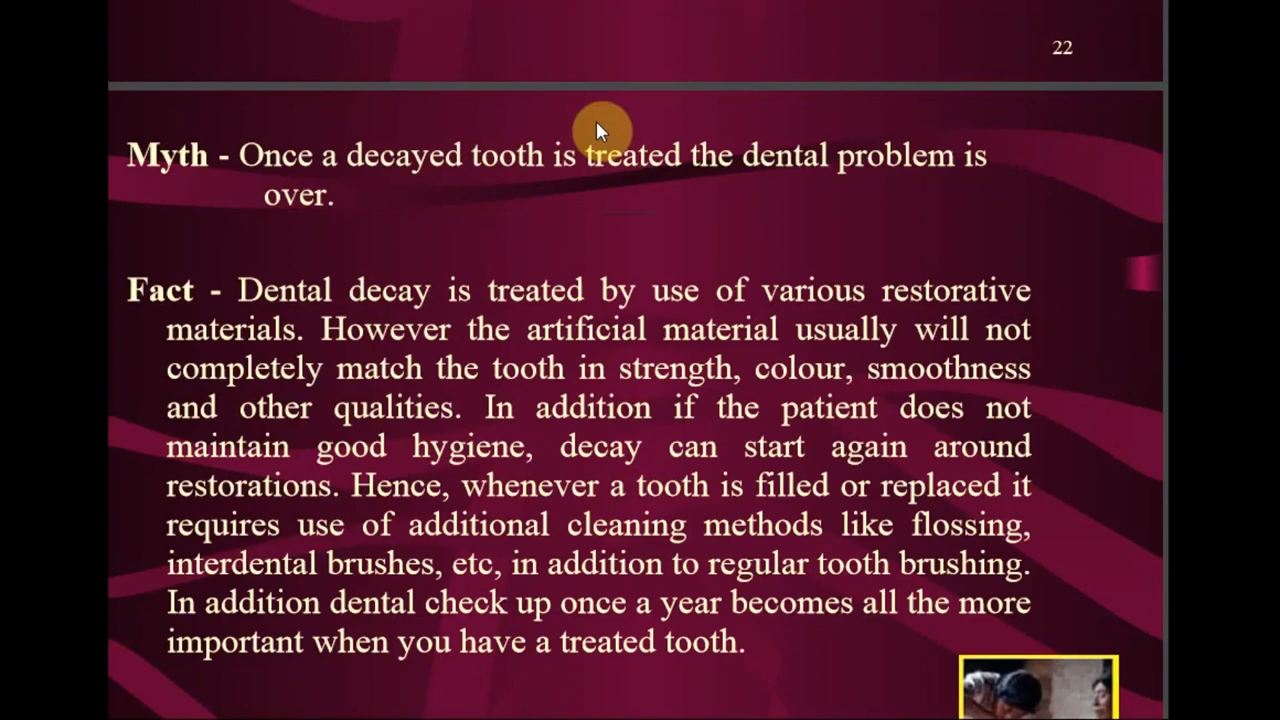 22
Myth - Once a decayed tooth is treated the dental problem is
over.
Fact - Dental decay is treated by use of various restorative
materials. However the artificial material usually will not
completely match the tooth in strength, colour, smoothness
and other qualities. In addition if the patient does not
maintain good hygiene, decay can start again around
restorations. Hence, whenever a tooth is filled or replaced it
requires use of additional cleaning methods like flossing,
interdental brushes, etc, in addition to regular tooth brushing.
In addition dental check up once a year becomes all the more
important when you have a treated tooth.